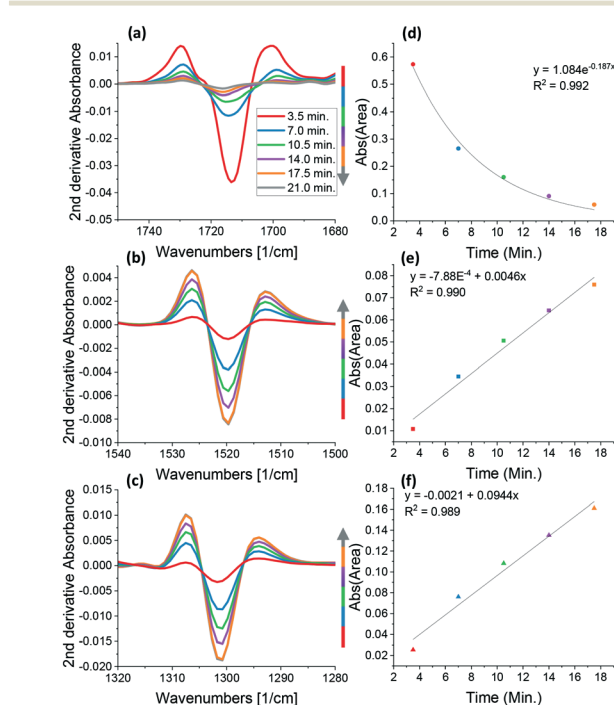 (a)
2nd derivative Absorbance
0.01
0.00
-0.01
-0.02
-0.03
-0.04
-0.05
3.5 min.
7.0 min.
10.5 min.
14.0 min.
17.5 min.
21.0 min.
1740 1720 1700 1680
Wavenumbers [1/cm]
(d)
Abs(Area)
0.6
0.5
0.4
0.3
0.2
0.1
0.0
y = 1.084e^-0.187x
R² = 0.992
2 4 6 8 10 12 14 16 18
Time (Min.)
(b)
2nd derivative Absorbance
0.004
0.002
0.000
-0.002
-0.004
-0.006
-0.008
-0.010
1540 1530 1520 1510 1500
Wavenumbers [1/cm]
(e)
Abs(Area)
0.08
0.07
0.06
0.05
0.04
0.03
0.02
0.01
y = -7.88E⁻⁴ + 0.0046x
R² = 0.990
2 4 6 8 10 12 14 16 18
Time (Min.)
(c)
2nd derivative Absorbance
0.015
0.010
0.005
0.000
-0.005
-0.010
-0.015
-0.020
1320 1310 1300 1290 1280
Wavenumbers [1/cm]
(f)
Abs(Area)
0.18
0.16
0.14
0.12
0.10
0.08
0.06
0.04
0.02
y = -0.0021 + 0.0944x
R² = 0.989
2 4 6 8 10 12 14 16 18
Time (Min.)